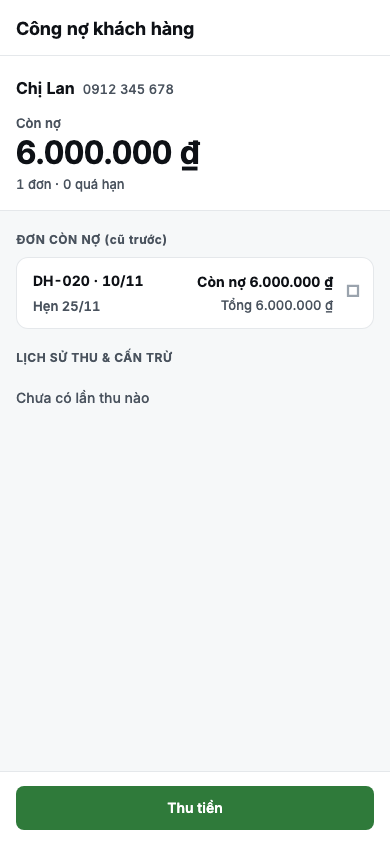 Công nợ khách hàng
Chị Lan 0912 345 678
Còn nợ
6.000.000 ₫
1 đơn · 0 quá hạn
ĐƠN CÒN NỢ (cũ trước)
DH-020 · 10/11 Còn nợ 6.000.000 ₫
Hẹn 25/11 Tổng 6.000.000 ₫
LỊCH SỬ THU & CẤN TRỪ
Chưa có lần thu nào
Thu tiền